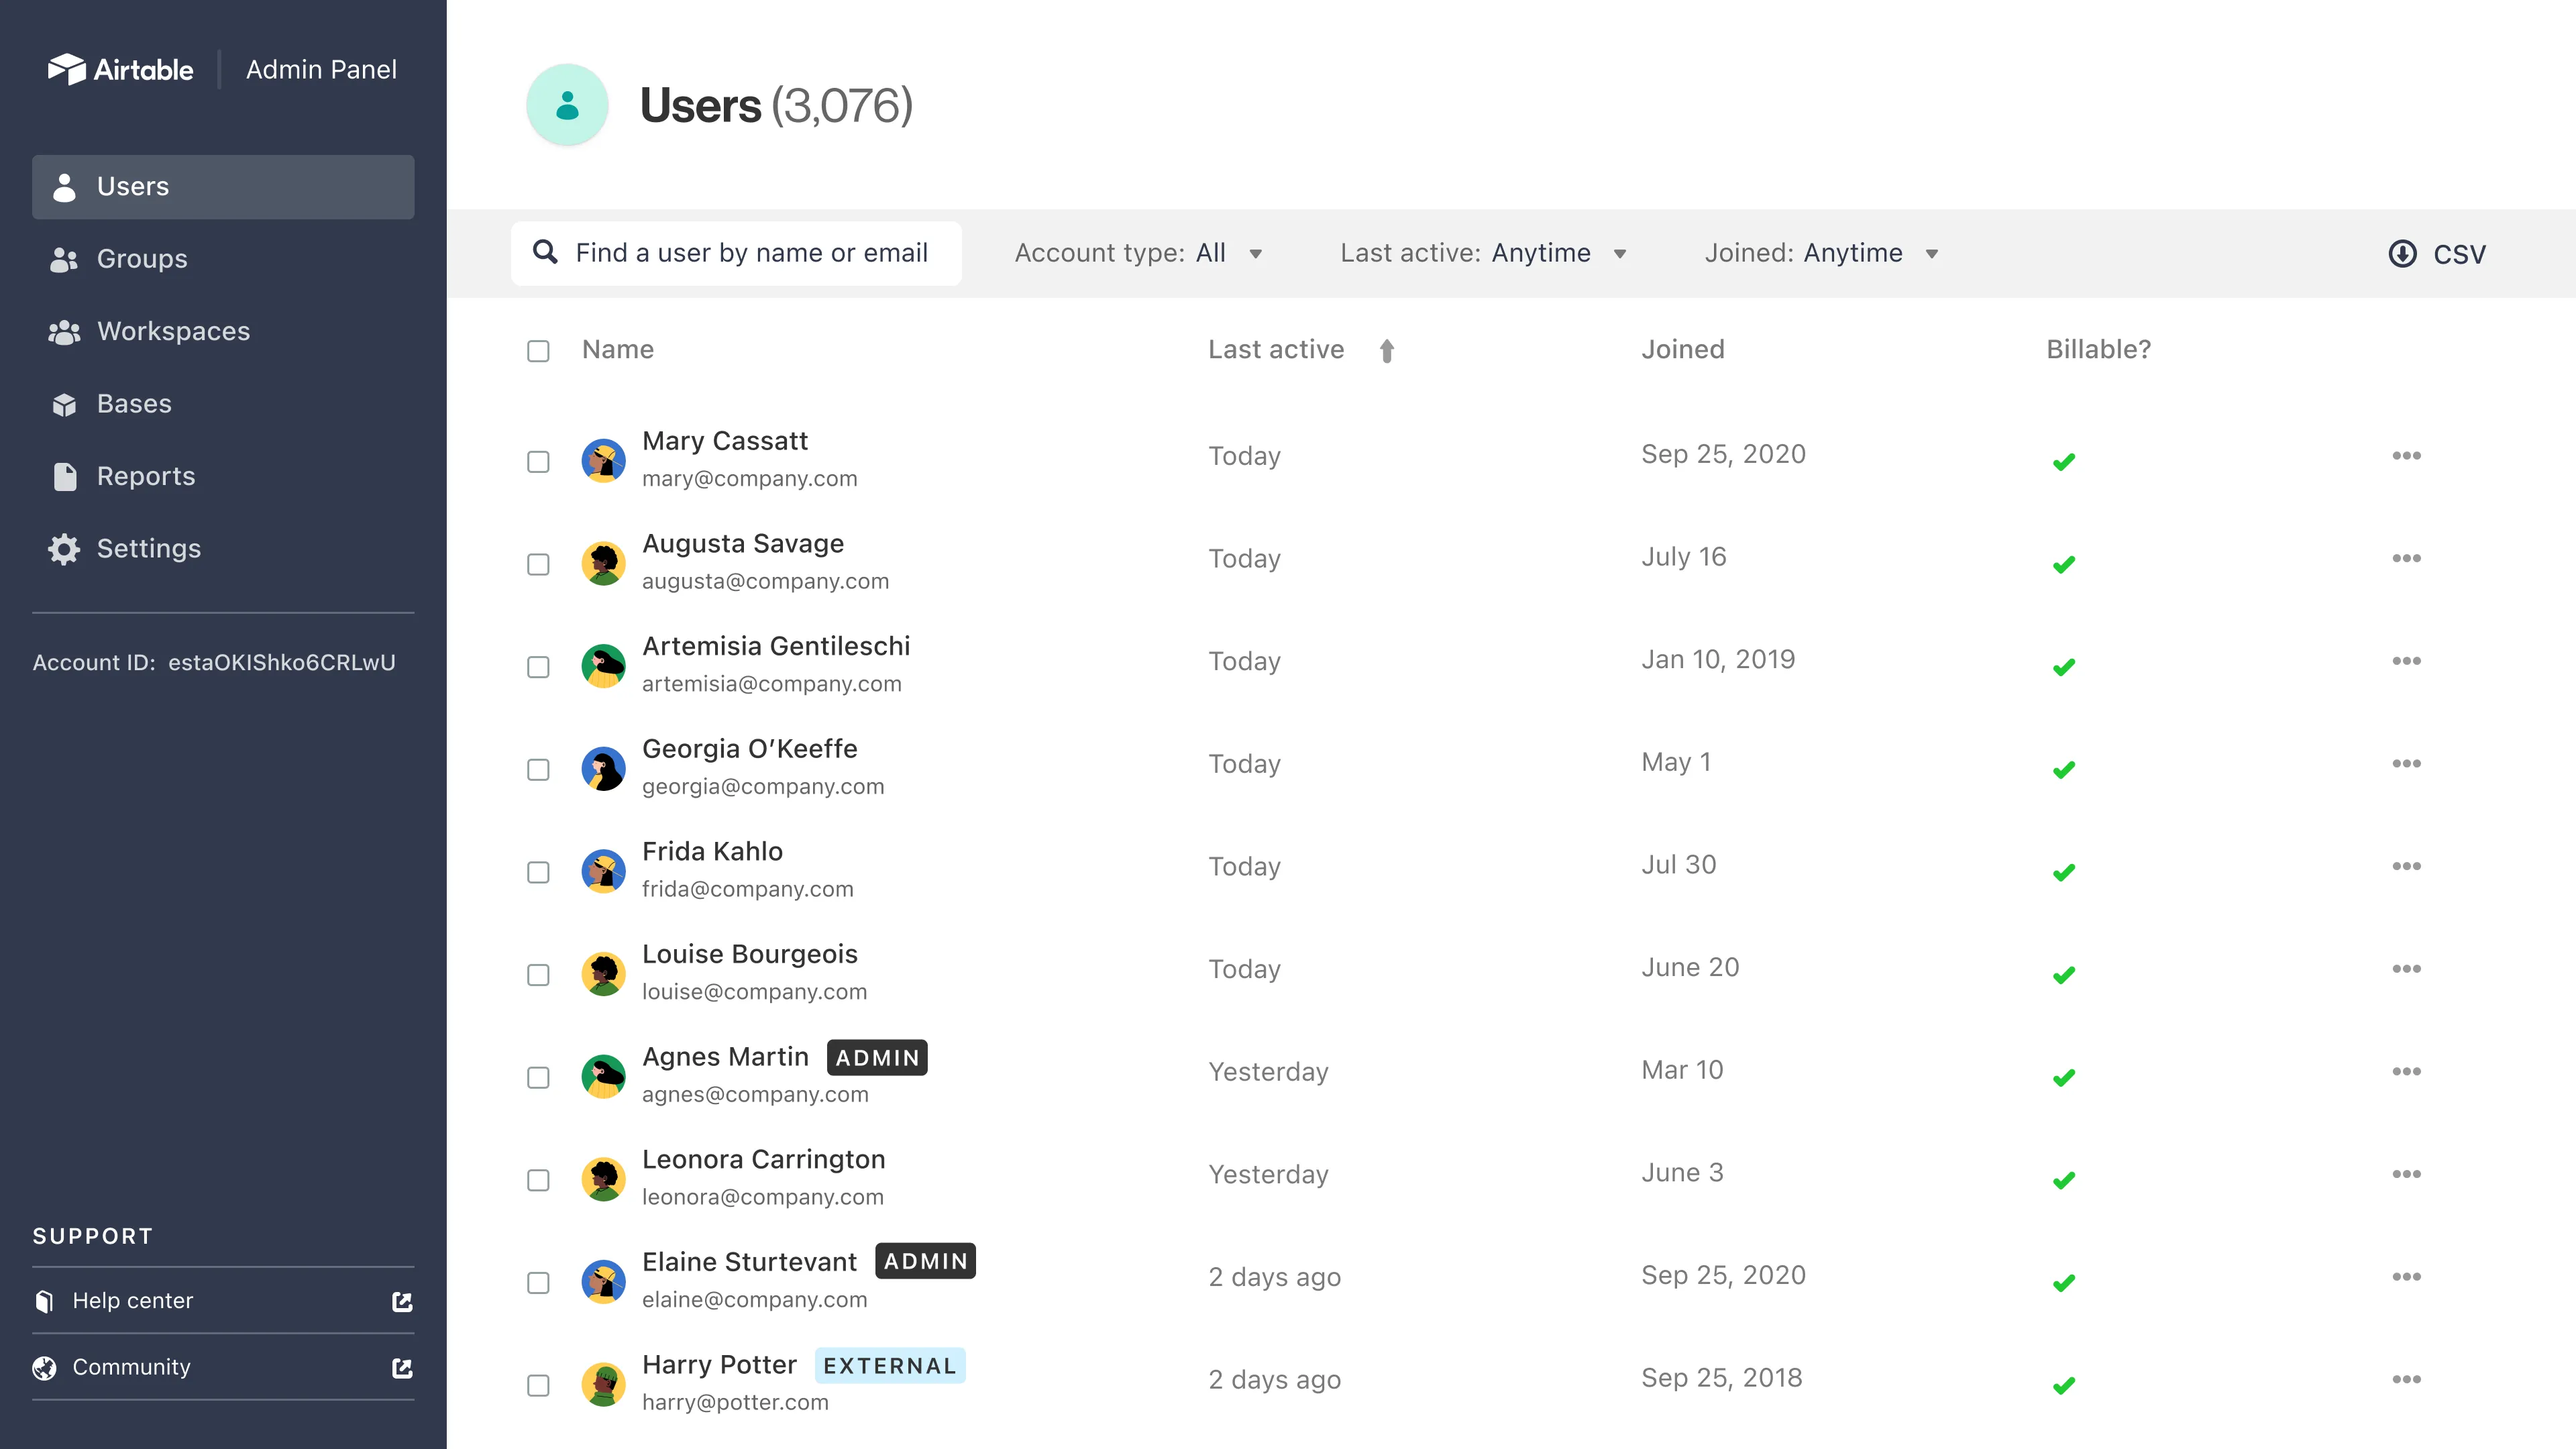 Airtable Admin Panel
Users
Groups
Workspaces
Bases
Reports
Settings
Account ID: estaOKIShko6CRLwU
SUPPORT
Help center
Community
Users (3,076)
Find a user by name or email Account type: All Last active: Anytime Joined: Anytime CSV
Name Last active Joined Billable?
Mary Cassatt
mary@company.com
Today Sep 25, 2020
Augusta Savage
augusta@company.com
Today July 16
Artemisia Gentileschi
artemisia@company.com
Today Jan 10, 2019
Georgia O’Keeffe
georgia@company.com
Today May 1
Frida Kahlo
frida@company.com
Today Jul 30
Louise Bourgeois
louise@company.com
Today June 20
Agnes Martin ADMIN
agnes@company.com
Yesterday Mar 10
Leonora Carrington
leonora@company.com
Yesterday June 3
Elaine Sturtevant ADMIN
elaine@company.com
2 days ago Sep 25, 2020
Harry Potter EXTERNAL
harry@potter.com
2 days ago Sep 25, 2018